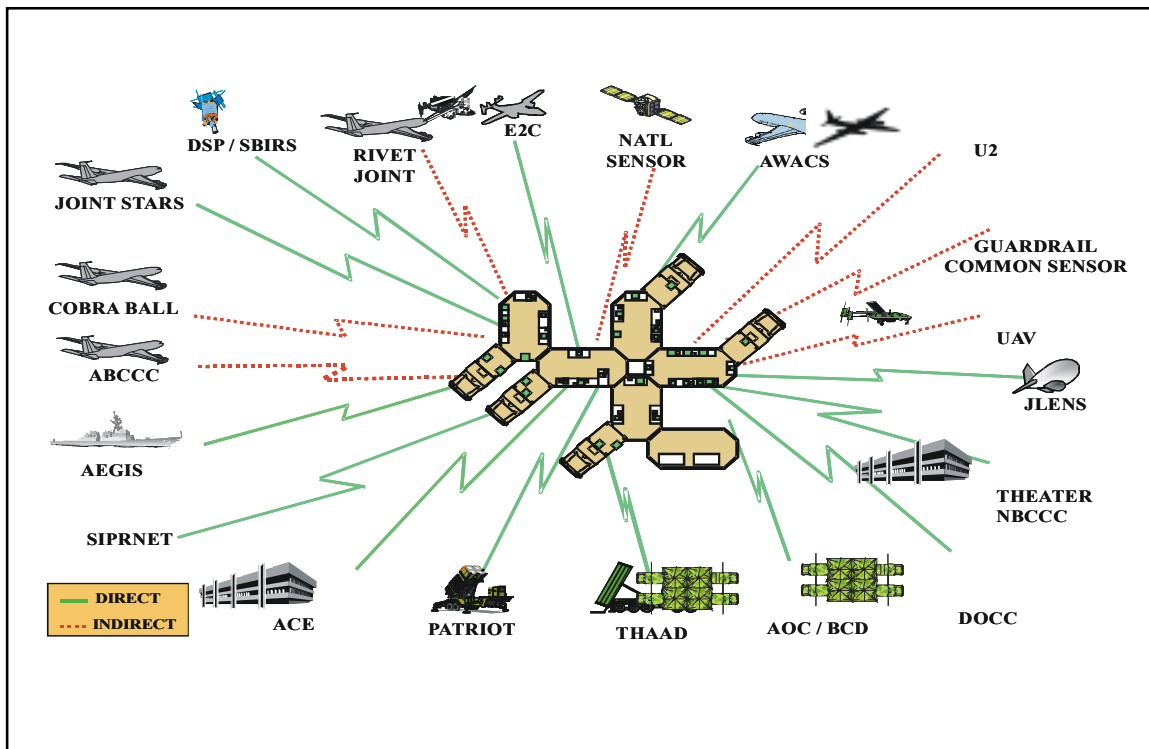 DSP / SBIRS
RIVET
JOINT
E2C
NATL
SENSOR
AWACS
U2
JOINT STARS
GUARDRAIL
COMMON SENSOR
COBRA BALL
UAV
ABCCC
JLENS
AEGIS
THEATER
NBCCC
SIPRNET
DIRECT
INDIRECT
ACE
PATRIOT
THAAD
AOC / BCD
DOCC